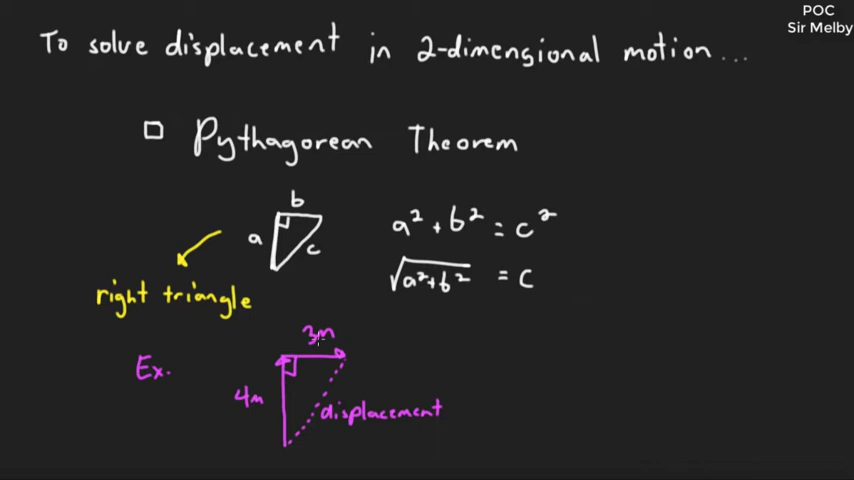 POC
Sir Melby
To solve displacement in 2-dimensional motion...
Pythagorean Theorem
b
a
c
a² + b² = c²
√a²+b² = c
right triangle
3m
Ex.
4m
displacement